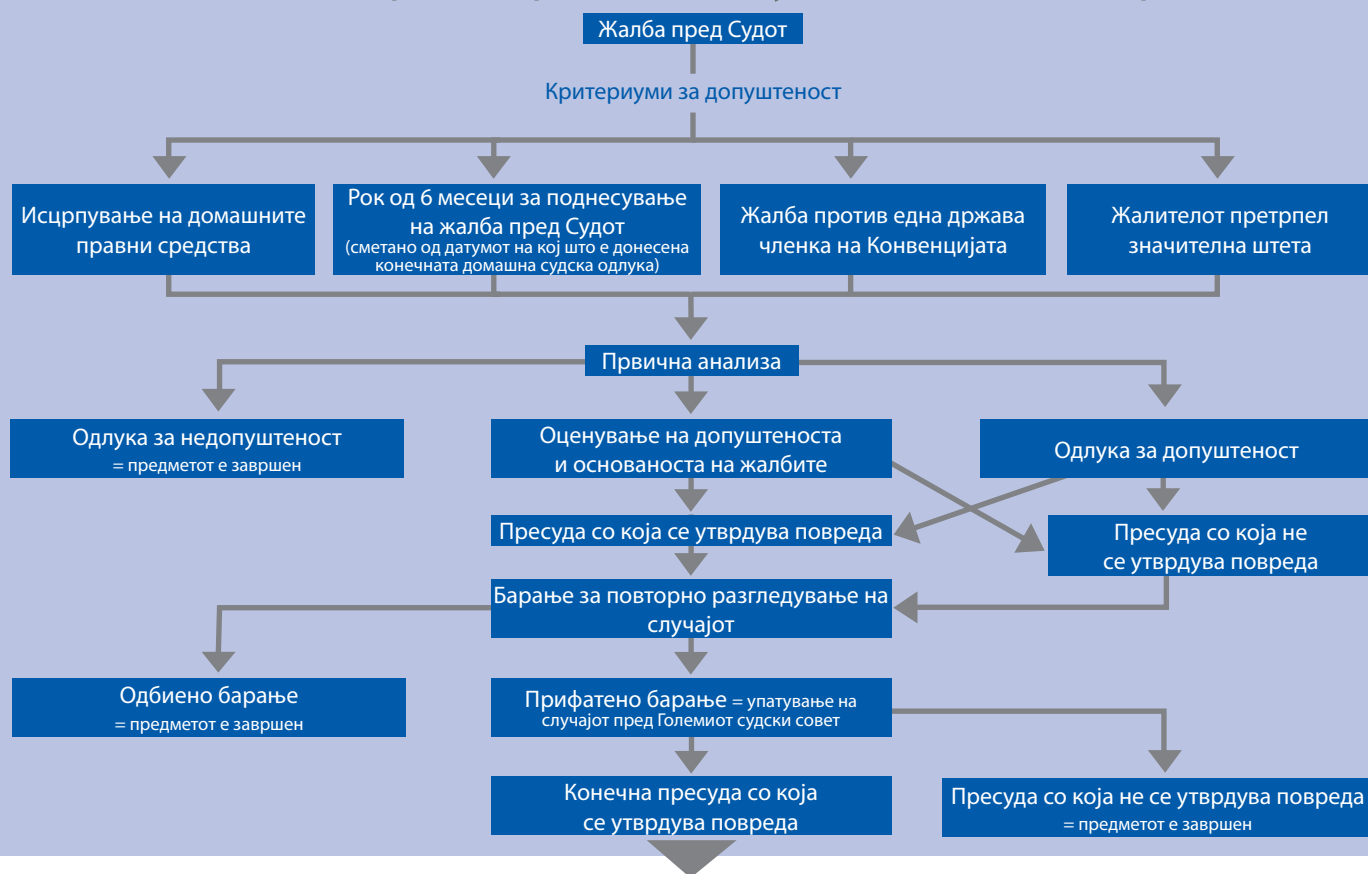 Жалба пред Судот
Критериуми за допуштеност
Исцрпување на домашните
правни средства
Рок од 6 месеци за поднесување
на жалба пред Судот
(сметано од датумот на кој што е донесена
конечната домашна судска одлука)
Жалба против една држава
членка на Конвенцијата
Жалителот претрпел
значителна штета
Првична анализа
Одлука за недопуштеност
= предметот е завршен
Оценување на допуштеноста
и основаноста на жалбите
Одлука за допуштеност
Пресуда со која се утврдува повреда
Пресуда со која не
се утврдува повреда
Барање за повторно разгледување на
случајот
Одбиено барање
= предметот е завршен
Прифатено барање = упатување на
случајот пред Големиот судски совет
Конечна пресуда со која
се утврдува повреда
Пресуда со која не се утврдува повреда
= предметот е завршен